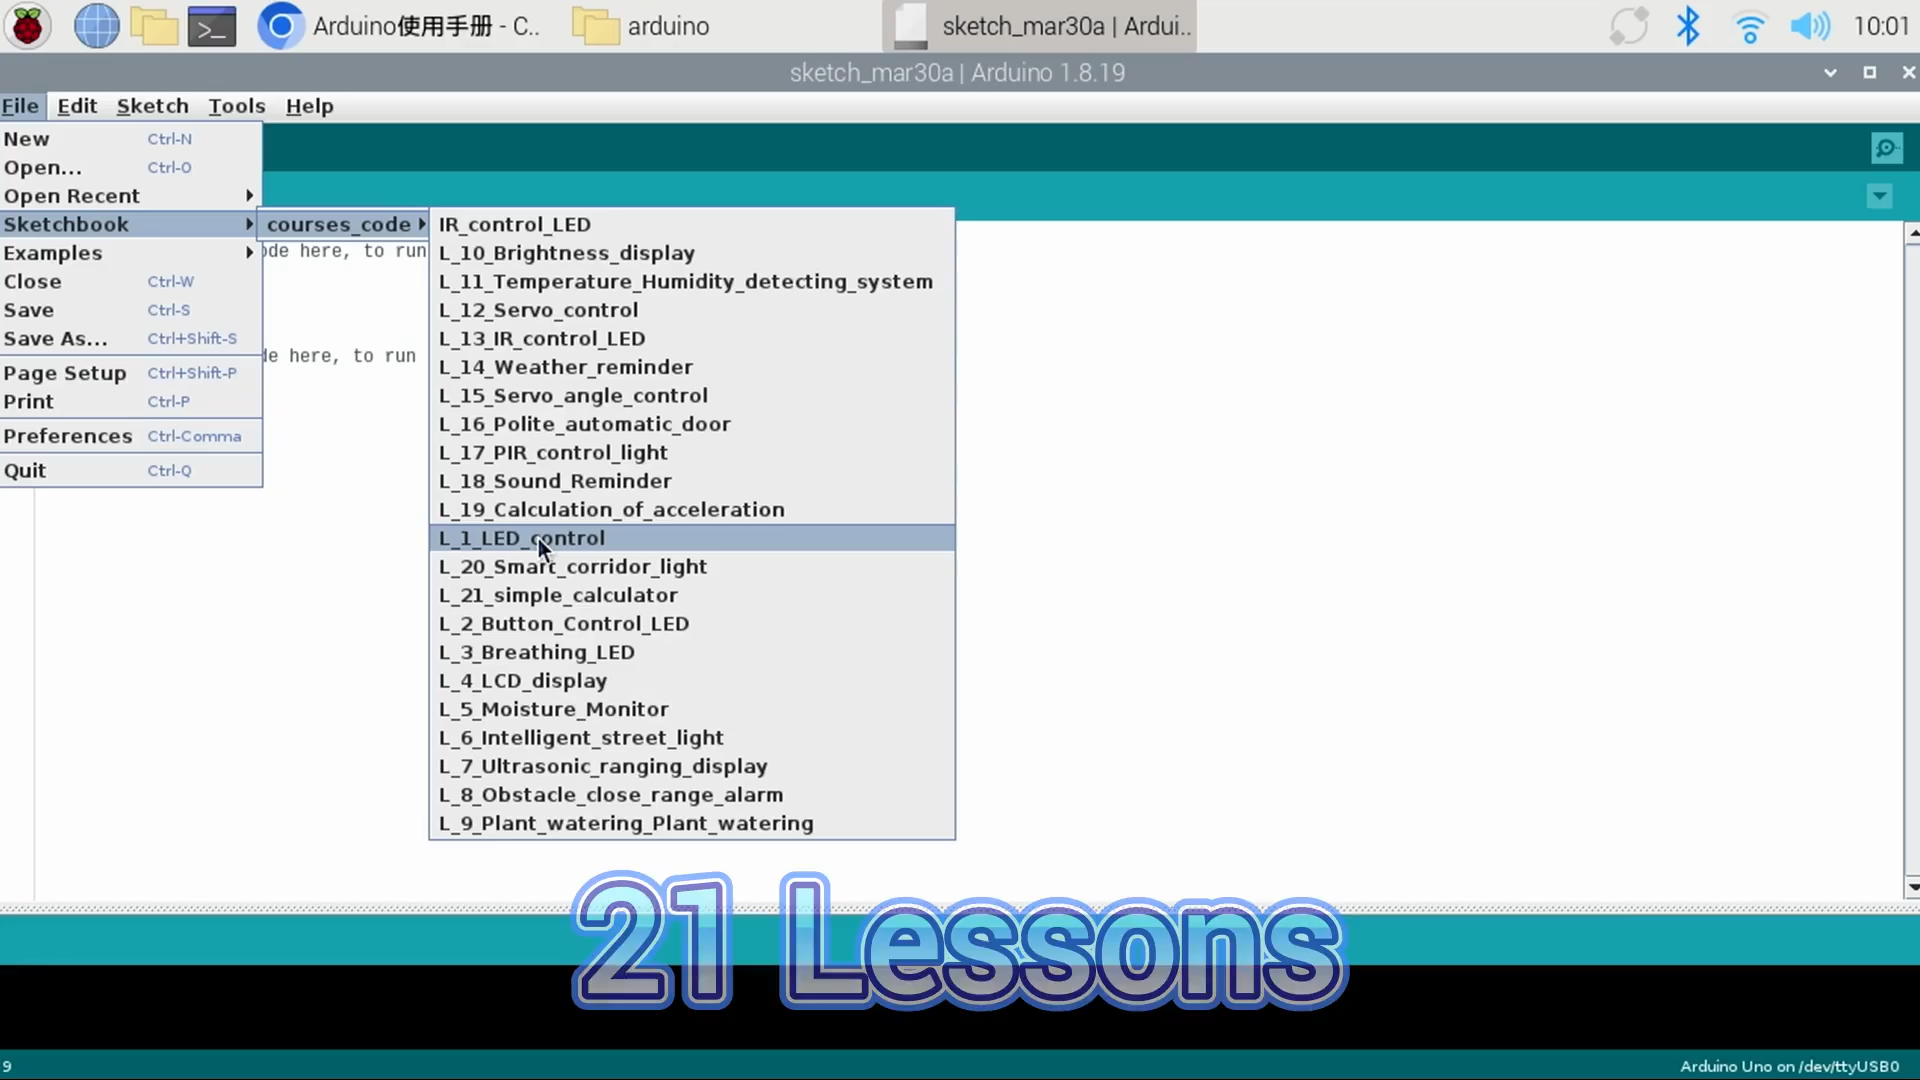 Arduino使用手册 - C..
arduino
sketch_mar30a | Ardui..
10:01
sketch_mar30a | Arduino 1.8.19
File Edit Sketch Tools Help
New Ctrl-N
Open... Ctrl-O
Open Recent
Sketchbook
Examples
Close Ctrl-W
Save Ctrl-S
Save As... Ctrl+Shift-S
Page Setup Ctrl+Shift-P
Print Ctrl-P
Preferences Ctrl-Comma
Quit Ctrl-Q
courses_code
de here, to run
e here, to run
IR_control_LED
L_10_Brightness_display
L_11_Temperature_Humidity_detecting_system
L_12_Servo_control
L_13_IR_control_LED
L_14_Weather_reminder
L_15_Servo_angle_control
L_16_Polite_automatic_door
L_17_PIR_control_light
L_18_Sound_Reminder
L_19_Calculation_of_acceleration
L_1_LED_control
L_20_Smart_corridor_light
L_21_simple_calculator
L_2_Button_Control_LED
L_3_Breathing_LED
L_4_LCD_display
L_5_Moisture_Monitor
L_6_Intelligent_street_light
L_7_Ultrasonic_ranging_display
L_8_Obstacle_close_range_alarm
L_9_Plant_watering_Plant_watering
21 Lessons
9
Arduino Uno on /dev/ttyUSB0